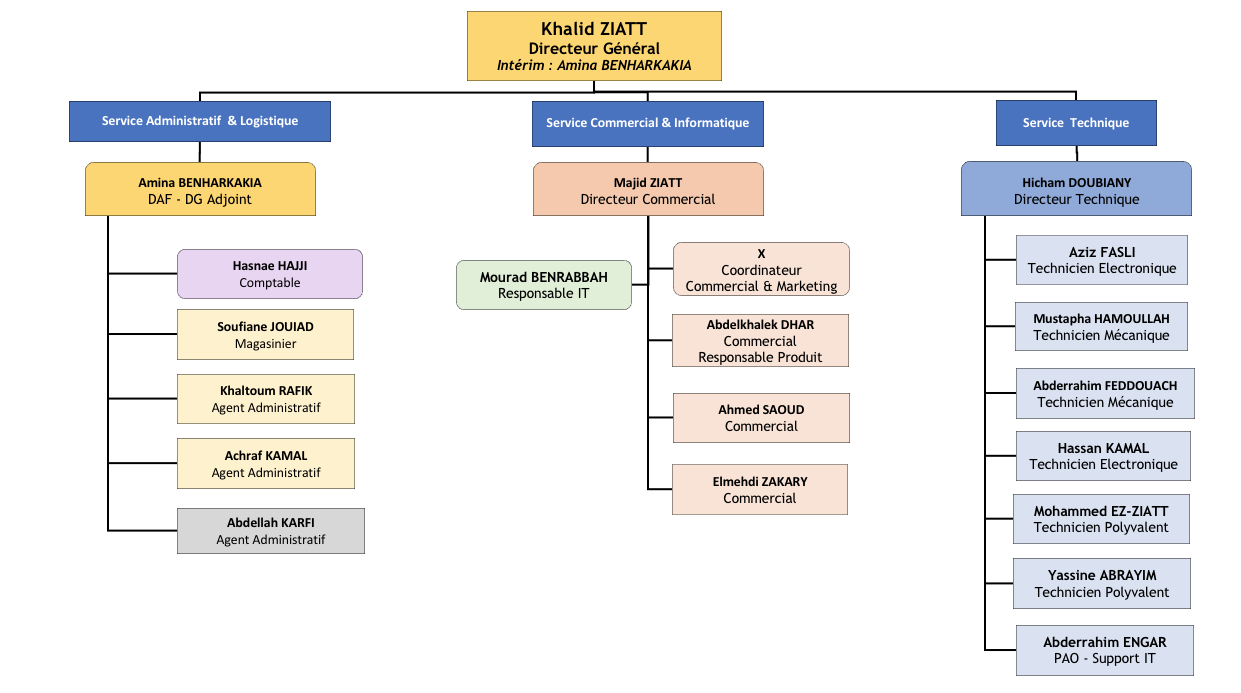 Khalid ZIATT
Directeur Général
Intérim : Amina BENHARKAKIA
Service Administratif & Logistique
Amina BENHARKAKIA
DAF - DG Adjoint
Hasnae HAJJI
Comptable
Soufiane JOUIAD
Magasinier
Khaltoum RAFIK
Agent Administratif
Achraf KAMAL
Agent Administratif
Abdellah KARFI
Agent Administratif
Service Commercial & Informatique
Majid ZIATT
Directeur Commercial
Mourad BENRABBAH
Responsable IT
X
Coordinateur
Commercial & Marketing
Abdelkhalek DHAR
Commercial
Responsable Produit
Ahmed SAOUD
Commercial
Elmehdi ZAKARY
Commercial
Service Technique
Hicham DOUBIANY
Directeur Technique
Aziz FASLI
Technicien Electronique
Mustapha HAMOULLAH
Technicien Mécanique
Abderrahim FEDDOUACH
Technicien Mécanique
Hassan KAMAL
Technicien Electronique
Mohammed EZ-ZIATT
Technicien Polyvalent
Yassine ABRAYIM
Technicien Polyvalent
Abderrahim ENGAR
PAO - Support IT